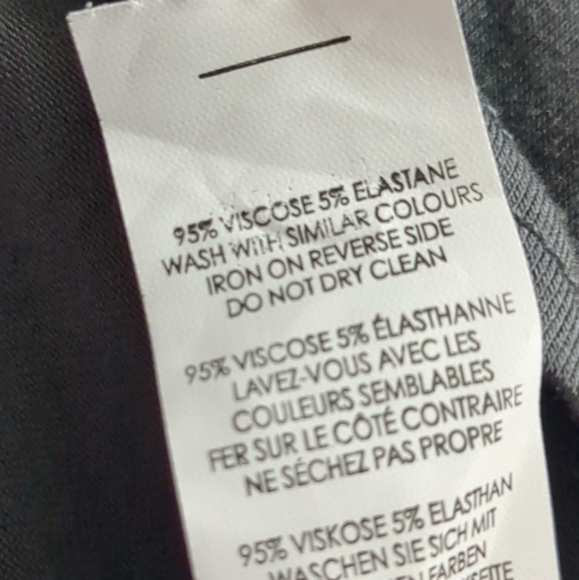 95% VISCOSE 5% ELASTANE
WASH WITH SIMILAR COLOURS
IRON ON REVERSE SIDE
DO NOT DRY CLEAN
95% VISCOSE 5% ÉLASTHANNE
LAVEZ-VOUS AVEC LES
COULEURS SEMBLABLES
FER SUR LE CÔTÉ CONTRAIRE
NE SÉCHEZ PAS PROPRE
95% VISKOSE 5% ELASTHAN
WASCHEN SIE SICH MIT
FARBEN